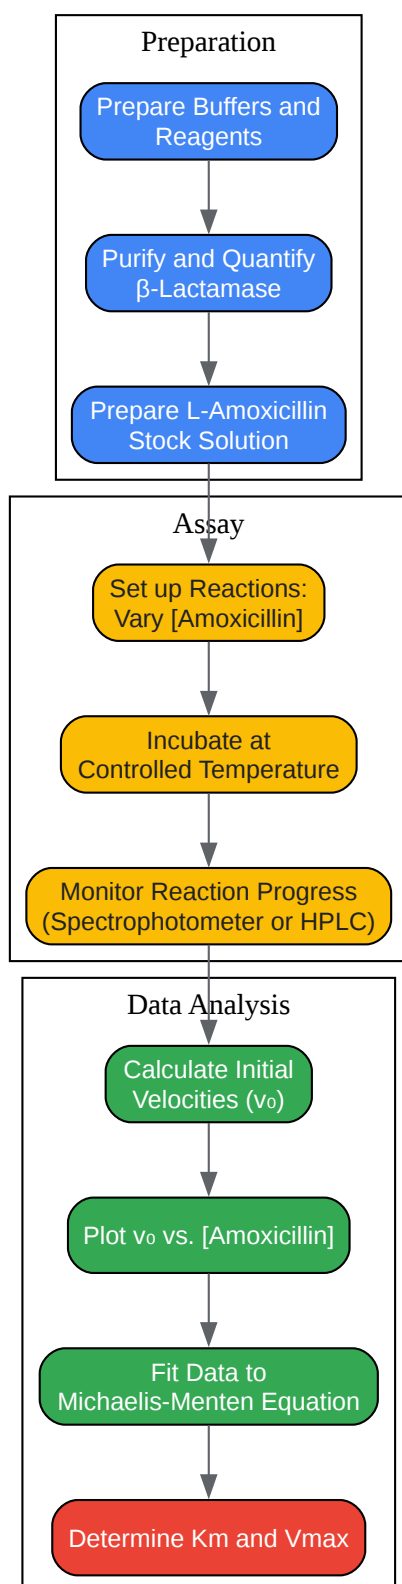 Preparation
Prepare Buffers and
Reagents
Purify and Quantify
β-Lactamase
Prepare L-Amoxicillin
Stock Solution
Assay
Set up Reactions:
Vary [Amoxicillin]
Incubate at
Controlled Temperature
Monitor Reaction Progress
(Spectrophotometer or HPLC)
Data Analysis
Calculate Initial
Velocities (v₀)
Plot v₀ vs. [Amoxicillin]
Fit Data to
Michaelis-Menten Equation
Determine Km and Vmax